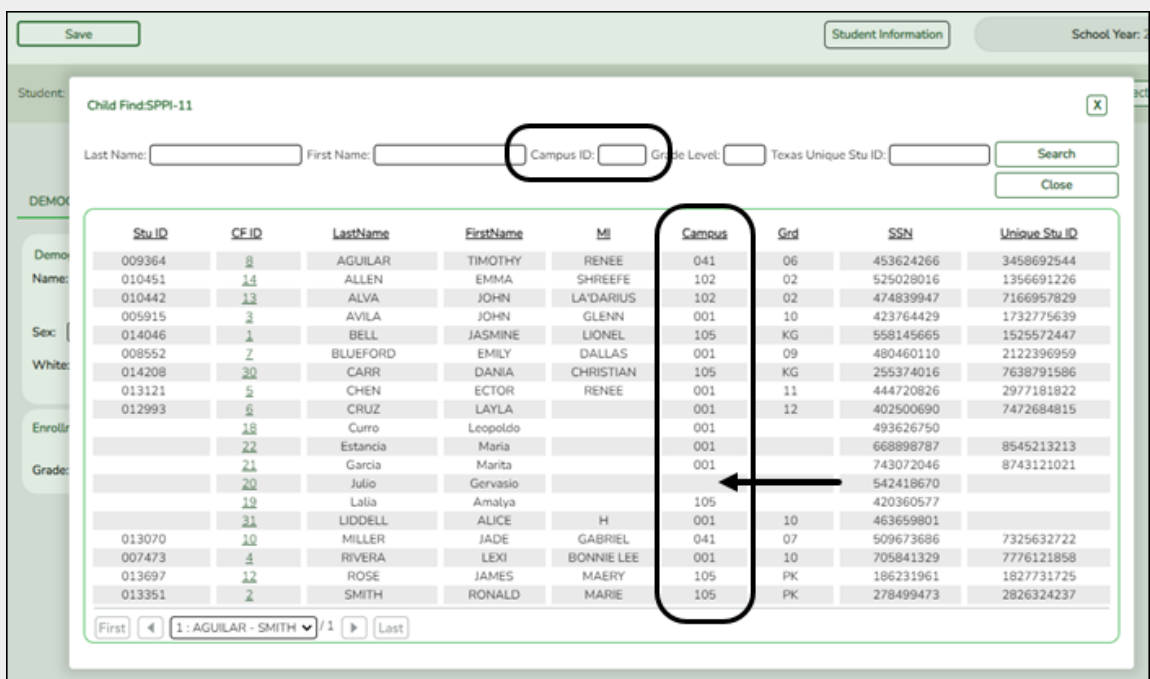 Save Student Information School Year: 2
Student:
Child Find:SPPI-11 X
Last Name: First Name: Campus ID: Grade Level: Texas Unique Stu ID: Search
Close
Stu ID CF ID LastName FirstName MI Campus Grd SSN Unique Stu ID
009364 8 AGUILAR TIMOTHY RENEE 041 06 453624266 3458692544
010451 14 ALLEN EMMA SHREEFE 102 02 525028016 1356691226
010442 13 ALVA JOHN LA'DARIUS 102 02 474839947 7166957829
005915 3 AVILA JOHN GLENN 001 10 423764429 1732775639
014046 1 BELL JASMINE LIONEL 105 KG 558145665 1525572447
008552 7 BLUEFORD EMILY DALLAS 001 09 480460110 2122396959
014208 30 CARR DANIA CHRISTIAN 105 KG 255374016 7638791586
013121 5 CHEN ECTOR RENEE 001 11 444720826 2977181822
012993 6 CRUZ LAYLA 001 12 402500690 7472684815
18 Curro Leopoldo 001 493626750
22 Estancia Maria 001 668898787 8545213213
21 Garcia Marita 001 743072046 8743121021
20 Julio Gervasio 542418670
19 Lalia Amalya 105 420360577
31 LIDDELL ALICE H 001 10 463659801
013070 10 MILLER JADE GABRIEL 041 07 509673686 7325632722
007473 4 RIVERA LEXI BONNIE LEE 001 10 705841329 7776121858
013697 12 ROSE JAMES MAERY 105 PK 186231961 1827731725
013351 2 SMITH RONALD MARIE 105 PK 278499473 2826324237
First 1 : AGUILAR - SMITH / 1 Last
DEMOG
Demo
Name:
Sex:
White:
Enrollr
Grade: